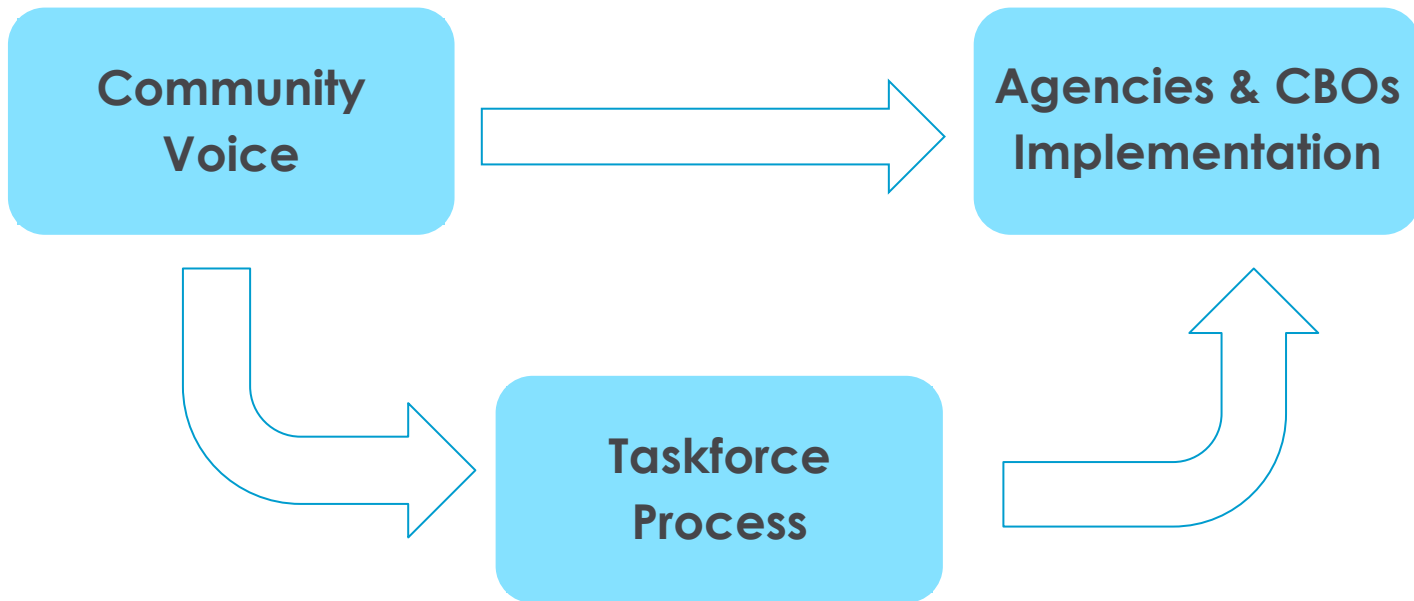 Community
Voice
Agencies & CBOs
Implementation
Taskforce
Process